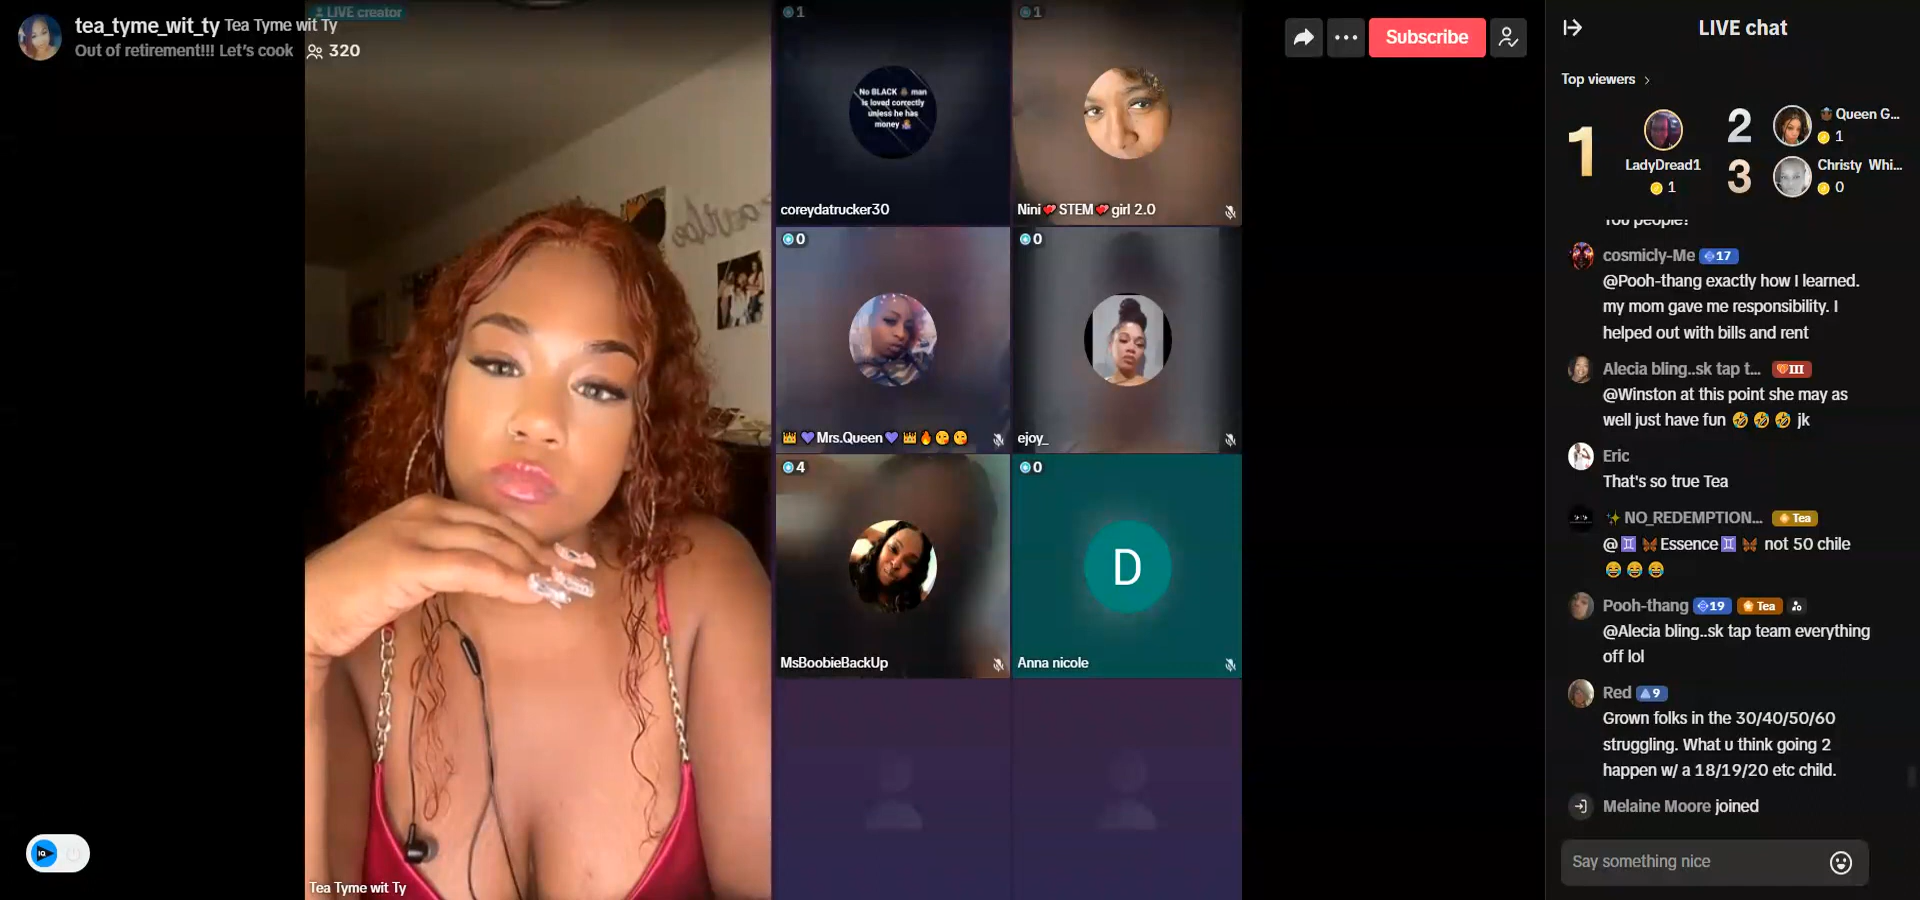 tea_tyme_wit_ty Tea Tyme wit Ty
Out of retirement!!! Let's cook 320
LIVE creator
1
No BLACK 👨🏾 man
is loved correctly
unless he has
money
coreydatrucker30
1
Nini❤️STEM❤️girl 2.0
0
👑💜Mrs.Queen💜👑🔥😘😘
0
ejoy_
4
MsBoobieBackUp
0
D
Anna nicole
Tea Tyme wit Ty
Subscribe
LIVE chat
Top viewers
1
LadyDread1
1
2
Queen G...
1
3
Christy Whi...
0
You people?
cosmicly-Me 17
@Pooh-thang exactly how I learned.
my mom gave me responsibility. I
helped out with bills and rent
Alecia bling..sk tap t... III
@Winston at this point she may as
well just have fun 🤣🤣🤣 jk
Eric
That's so true Tea
✨NO_REDEMPTION... Tea
@♊🦋Essence♊🦋 not 50 chile
😂😂😂
Pooh-thang 19 Tea
@Alecia bling..sk tap team everything
off lol
Red 9
Grown folks in the 30/40/50/60
struggling. What u think going 2
happen w/ a 18/19/20 etc child.
Melaine Moore joined
Say something nice